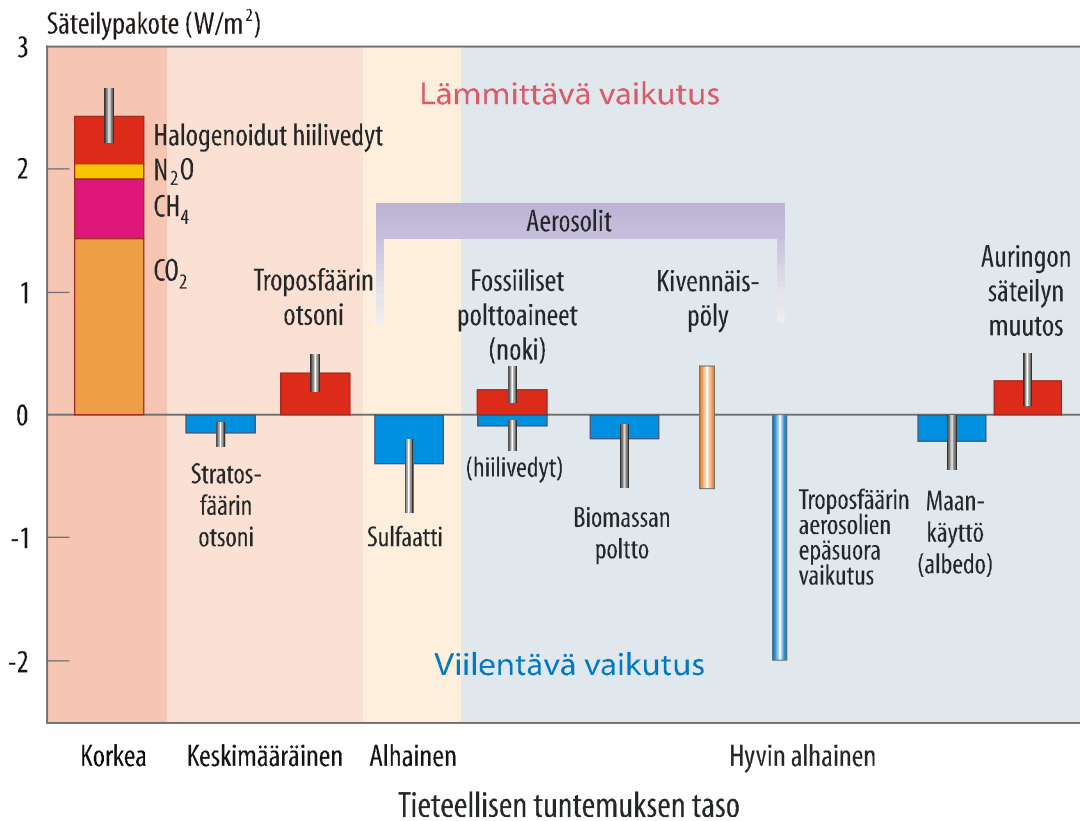 Säteilypakote (W/m²)
3
2
1
0
-1
-2
Lämmittävä vaikutus
Halogenoidut hiilivedyt
N₂O
CH₄
CO₂
Troposfäärin
otsoni
Aerosolit
Fossiiliset
polttoaineet
(noki)
Kivennäis-
pöly
Auringon
säteilyn
muutos
Stratos-
fäärin
otsoni
Sulfaatti
(hiilivedyt)
Biomassan
poltto
Troposfäärin
aerosolien
epäsuora
vaikutus
Maan-
käyttö
(albedo)
Viilentävä vaikutus
Korkea
Keskimääräinen
Alhainen
Hyvin alhainen
Tieteellisen tuntemuksen taso